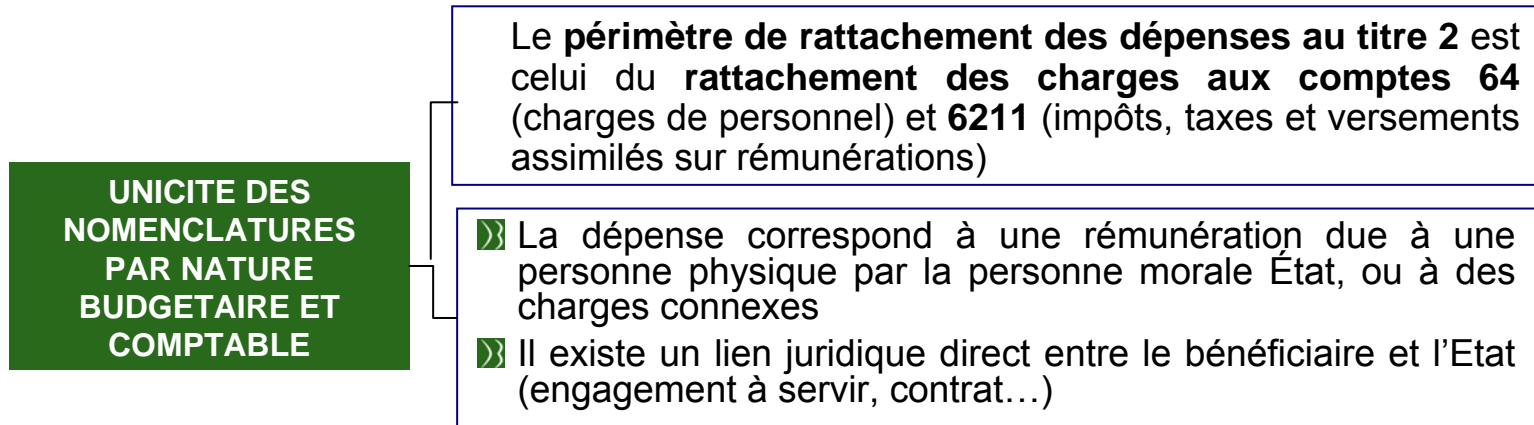 UNICITE DES
NOMENCLATURES
PAR NATURE
BUDGETAIRE ET
COMPTABLE
Le périmètre de rattachement des dépenses au titre 2 est
celui du rattachement des charges aux comptes 64
(charges de personnel) et 6211 (impôts, taxes et versements
assimilés sur rémunérations)
La dépense correspond à une rémunération due à une
personne physique par la personne morale État, ou à des
charges connexes
Il existe un lien juridique direct entre le bénéficiaire et l’Etat
(engagement à servir, contrat…)